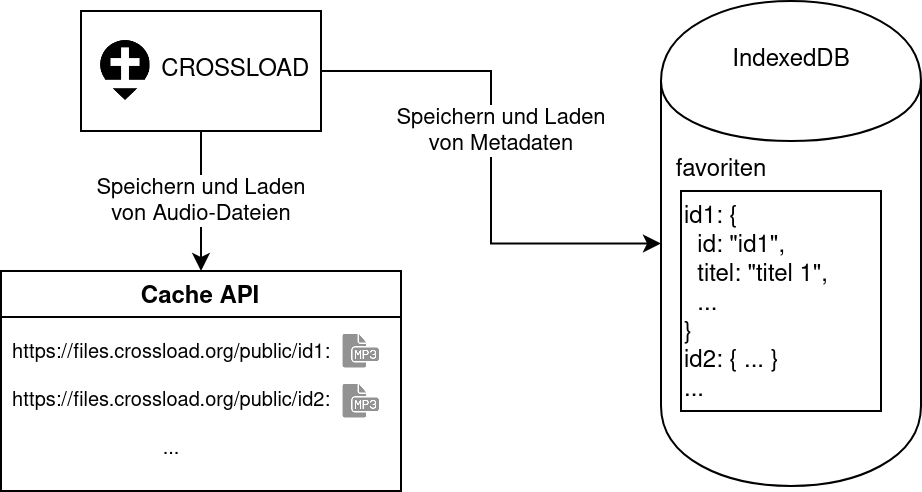 CROSSLOAD
Speichern und Laden
von Audio-Dateien
Speichern und Laden
von Metadaten
Cache API
https://files.crossload.org/public/id1:
MP3
https://files.crossload.org/public/id2:
MP3
...
IndexedDB
favoriten
id1: {
id: "id1",
titel: "titel 1",
...
}
id2: { ... }
...